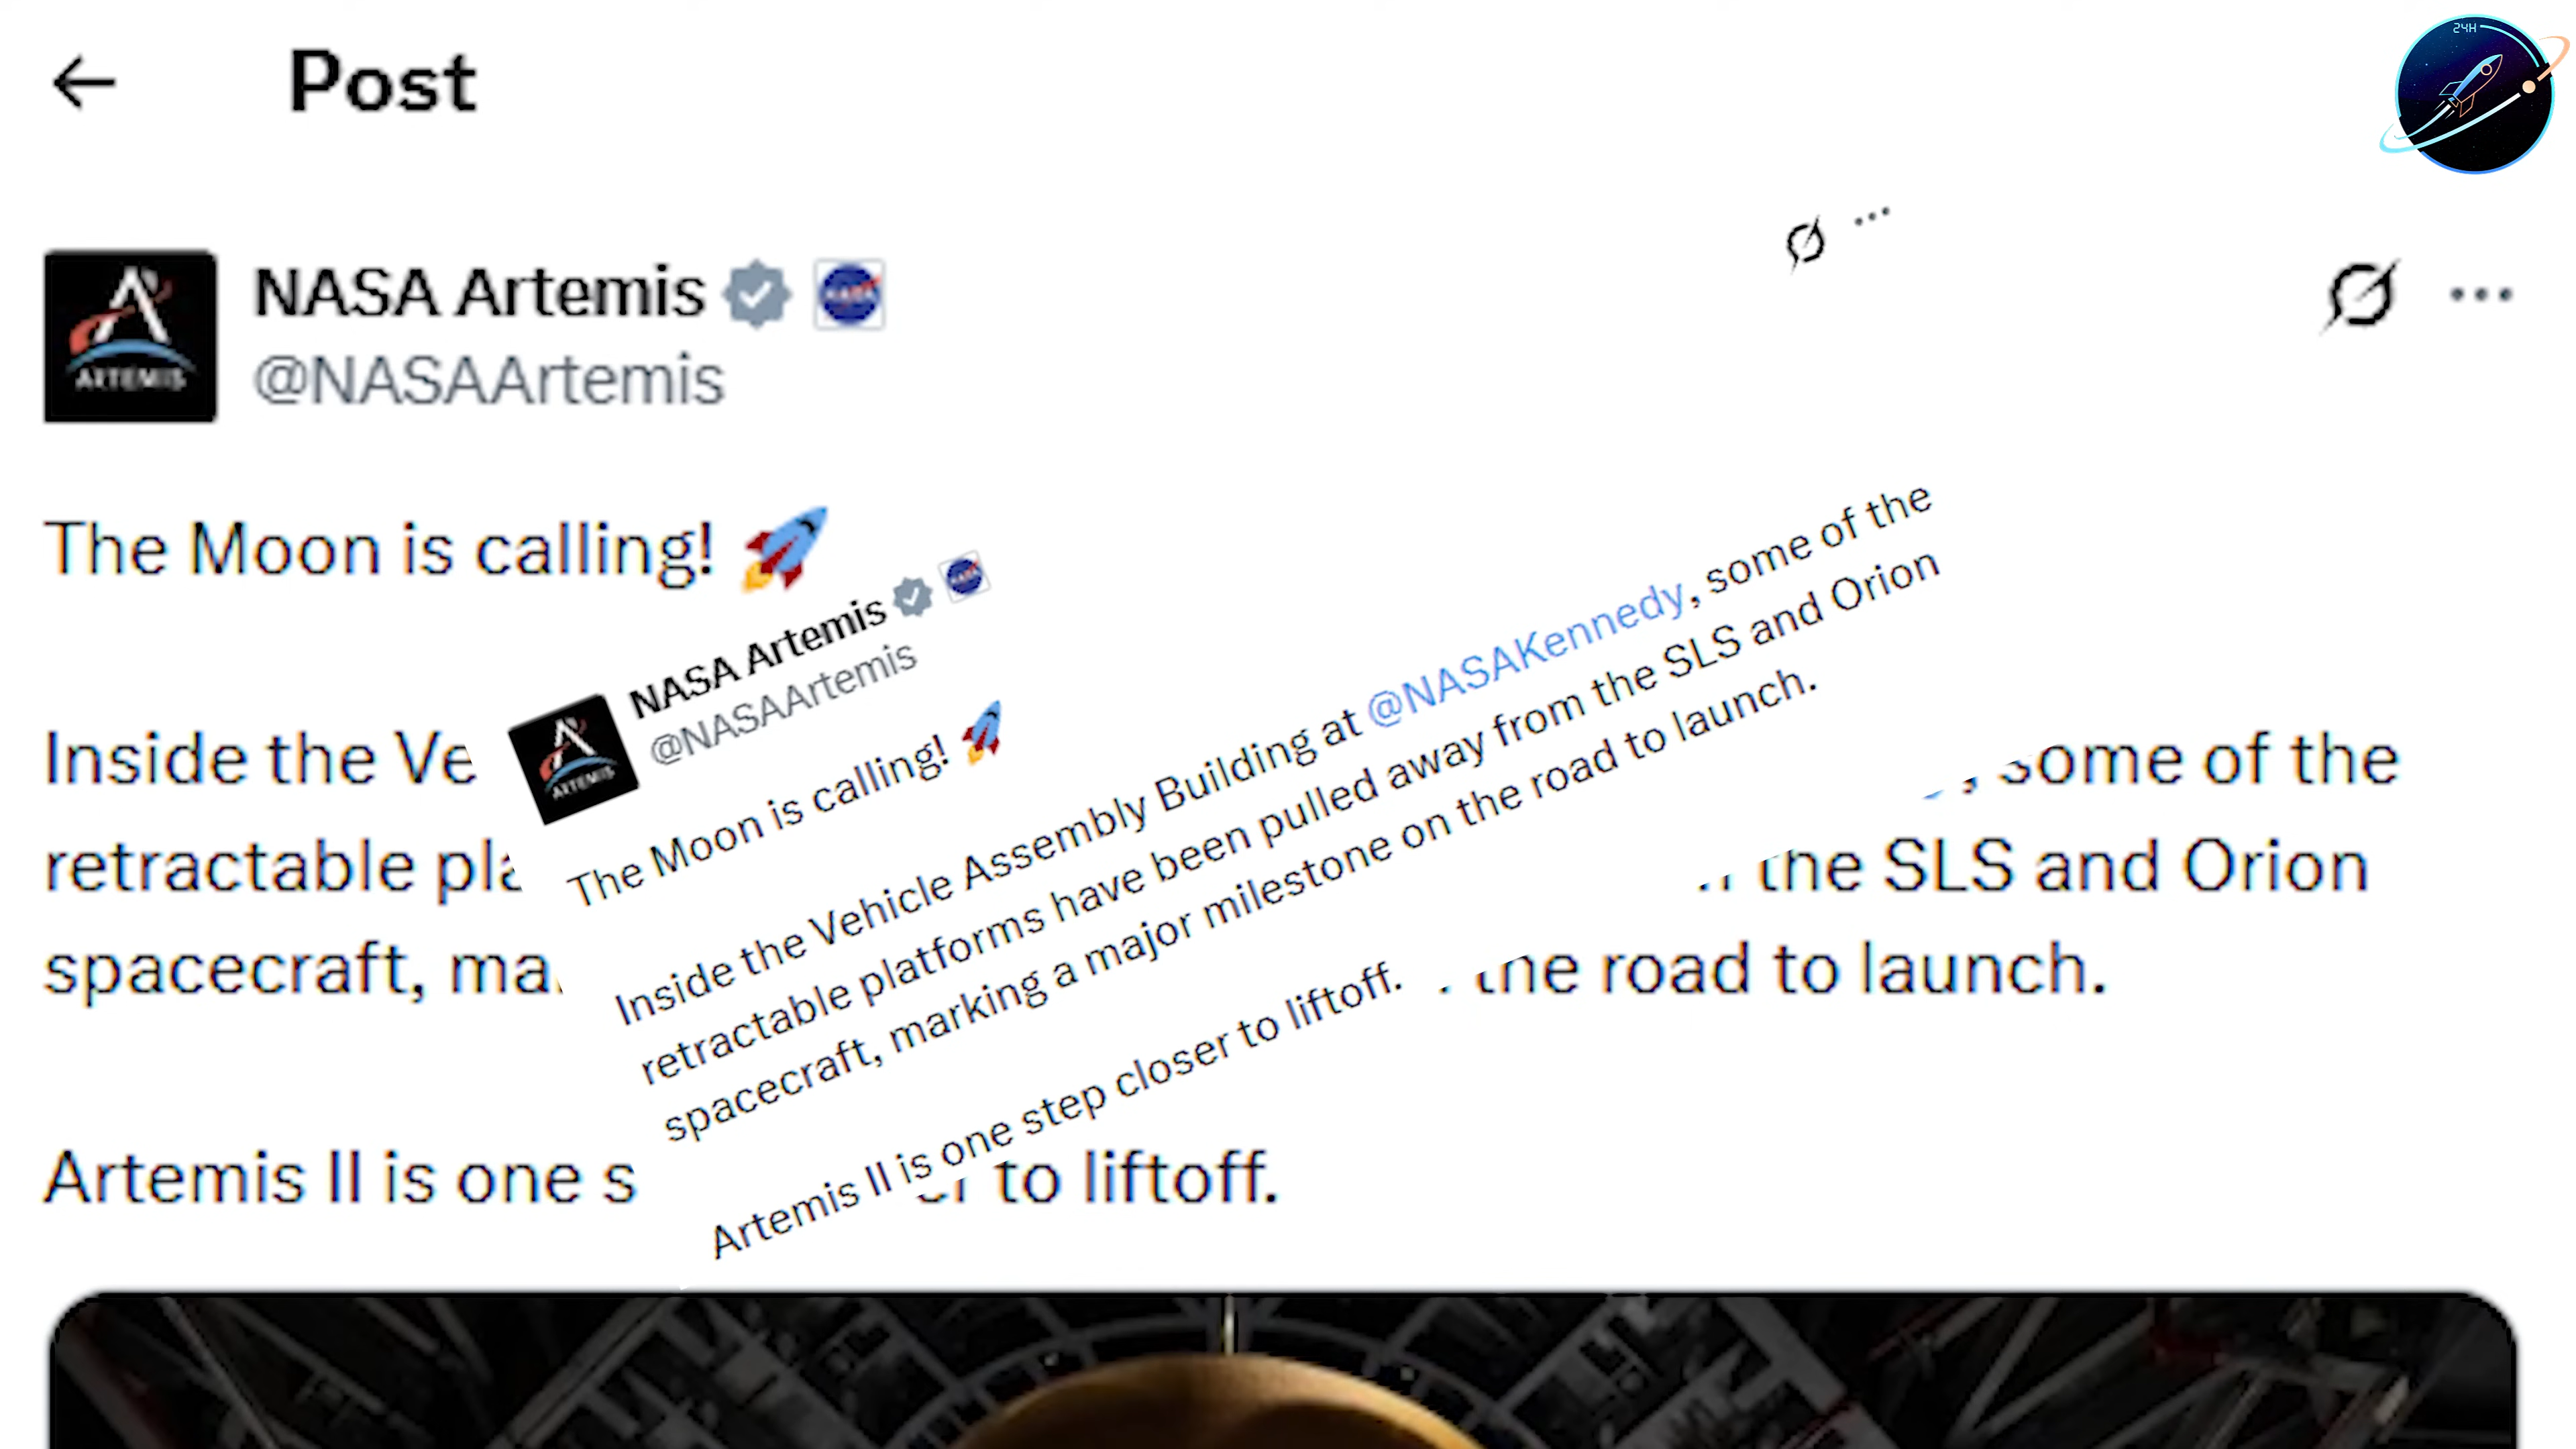 24H
Post
NASA Artemis
@NASAArtemis
ARTEMIS
The Moon is calling! 🚀
Inside the Ve
some of the
retractable pla
the SLS and Orion
spacecraft, ma
the road to launch.
Artemis II is one s
to liftoff.
NASA Artemis
@NASAArtemis
ARTEMIS
The Moon is calling! 🚀
Inside the Vehicle Assembly Building at @NASAKennedy, some of the
retractable platforms have been pulled away from the SLS and Orion
spacecraft, marking a major milestone on the road to launch.
Artemis II is one step closer to liftoff.